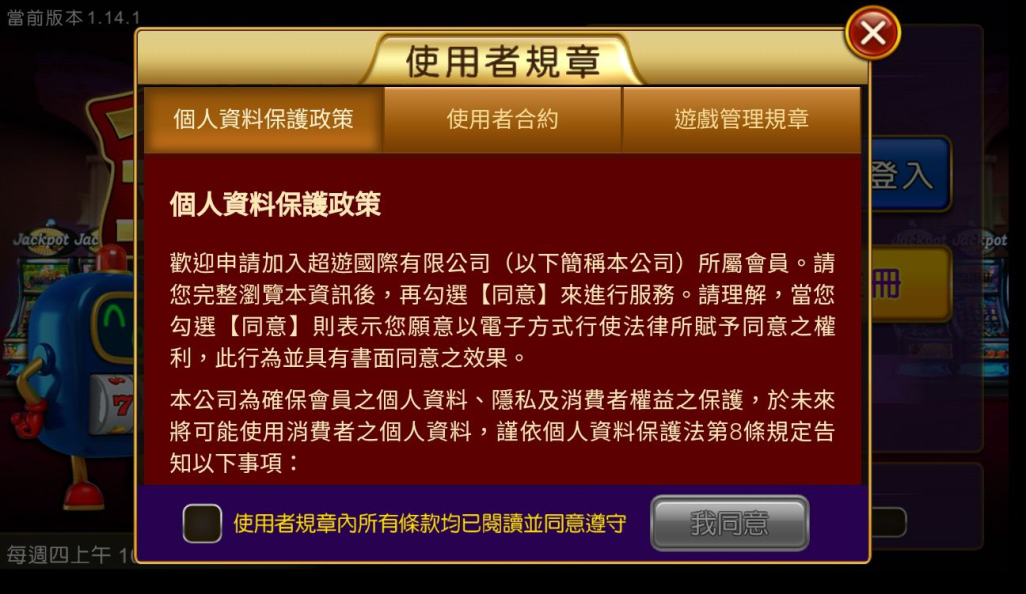 當前版本1.14.1
使用者規章
個人資料保護政策
使用者合約
遊戲管理規章
個人資料保護政策
歡迎申請加入超遊國際有限公司（以下簡稱本公司）所屬會員。請
您完整瀏覽本資訊後，再勾選【同意】來進行服務。請理解，當您
勾選【同意】則表示您願意以電子方式行使法律所賦予同意之權
利，此行為並具有書面同意之效果。
本公司為確保會員之個人資料、隱私及消費者權益之保護，於未來
將可能使用消費者之個人資料，謹依個人資料保護法第8條規定告
知以下事項：
登入
冊
Jackpot Jac
Jackpot
7
使用者規章內所有條款均已閱讀並同意遵守
我同意
每週四上午